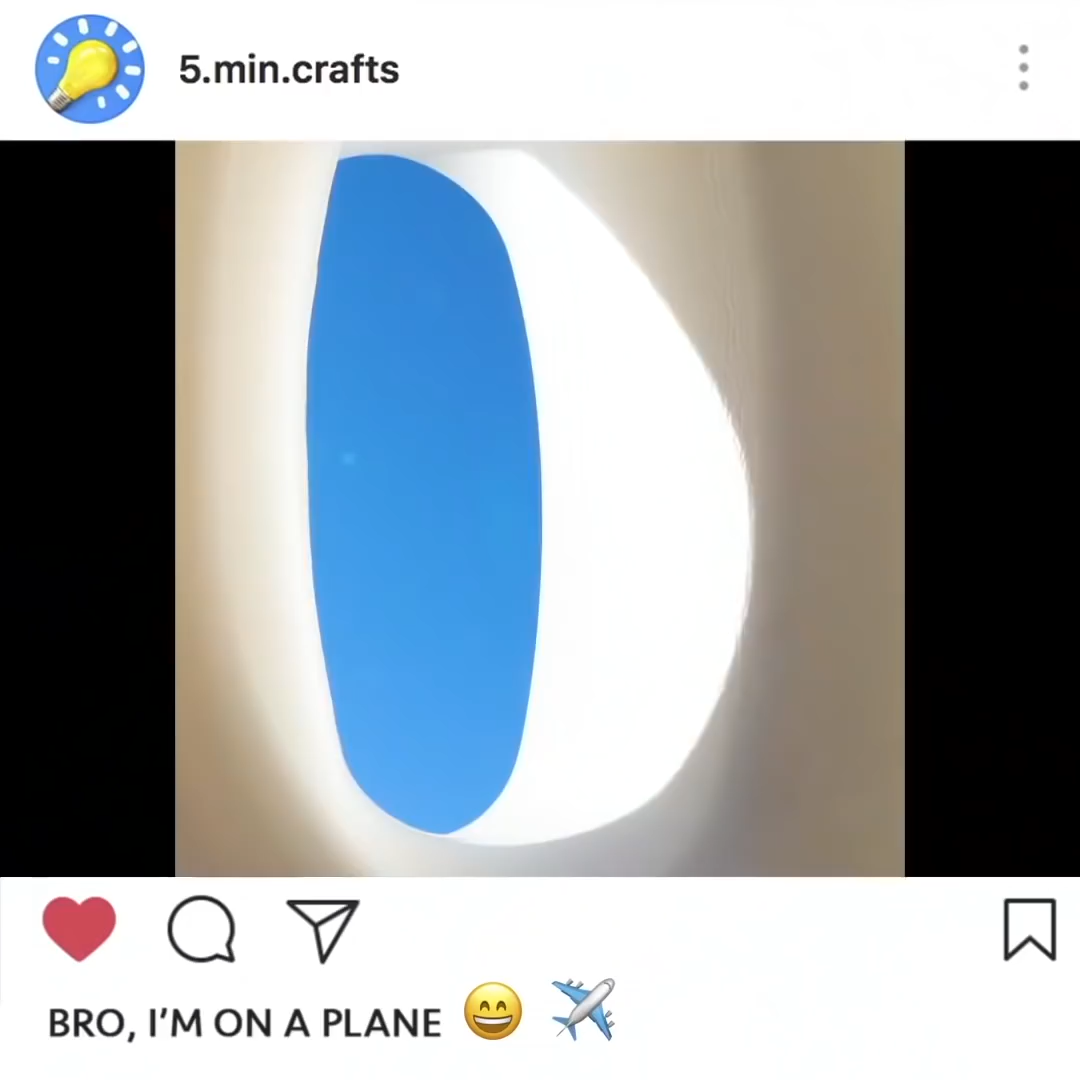 5.min.crafts
BRO, I'M ON A PLANE 😄 ✈️